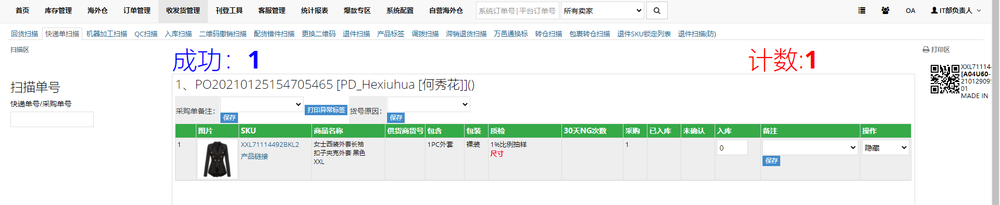 首页 库存管理 海外仓 订单管理 收发货管理 刊登工具 客服管理 统计报表 爆款专区 系统配置 自营海外仓 系统订单号|平台订单号 所有卖家 OA IT部负责人
回货扫描 快递单扫描 机器加工扫描 QC扫描 入库扫描 二维码撤销扫描 配货错件扫描 更换二维码 退件扫描 产品标签 调拨扫描 滞销退货扫描 万邑通换标 转仓扫描 包裹转仓扫描 退件SKU锁定列表 退件扫描(防)
扫描区
成功：1
计数:1
打印区
扫描单号
快递单号/采购单号
1、PO20210125154705465 [PD_Hexiuhua [何秀花]]()
采购单备注：
打印异常标签
货号原因：
保存
保存
图片 SKU 商品名称 供货商货号 包含 包装 质检 30天NG次数 采购 已入库 未确认 入库 备注 操作
1 XXL71114492BKL2 女士西装外套长袖 1PC外套 裸装 1%比例抽样 1 0 隐藏
产品链接 扣子夹克外套 黑色 尺寸
XXL
保存
XXL71114
[A04U60-
210129095
01
MADE IN